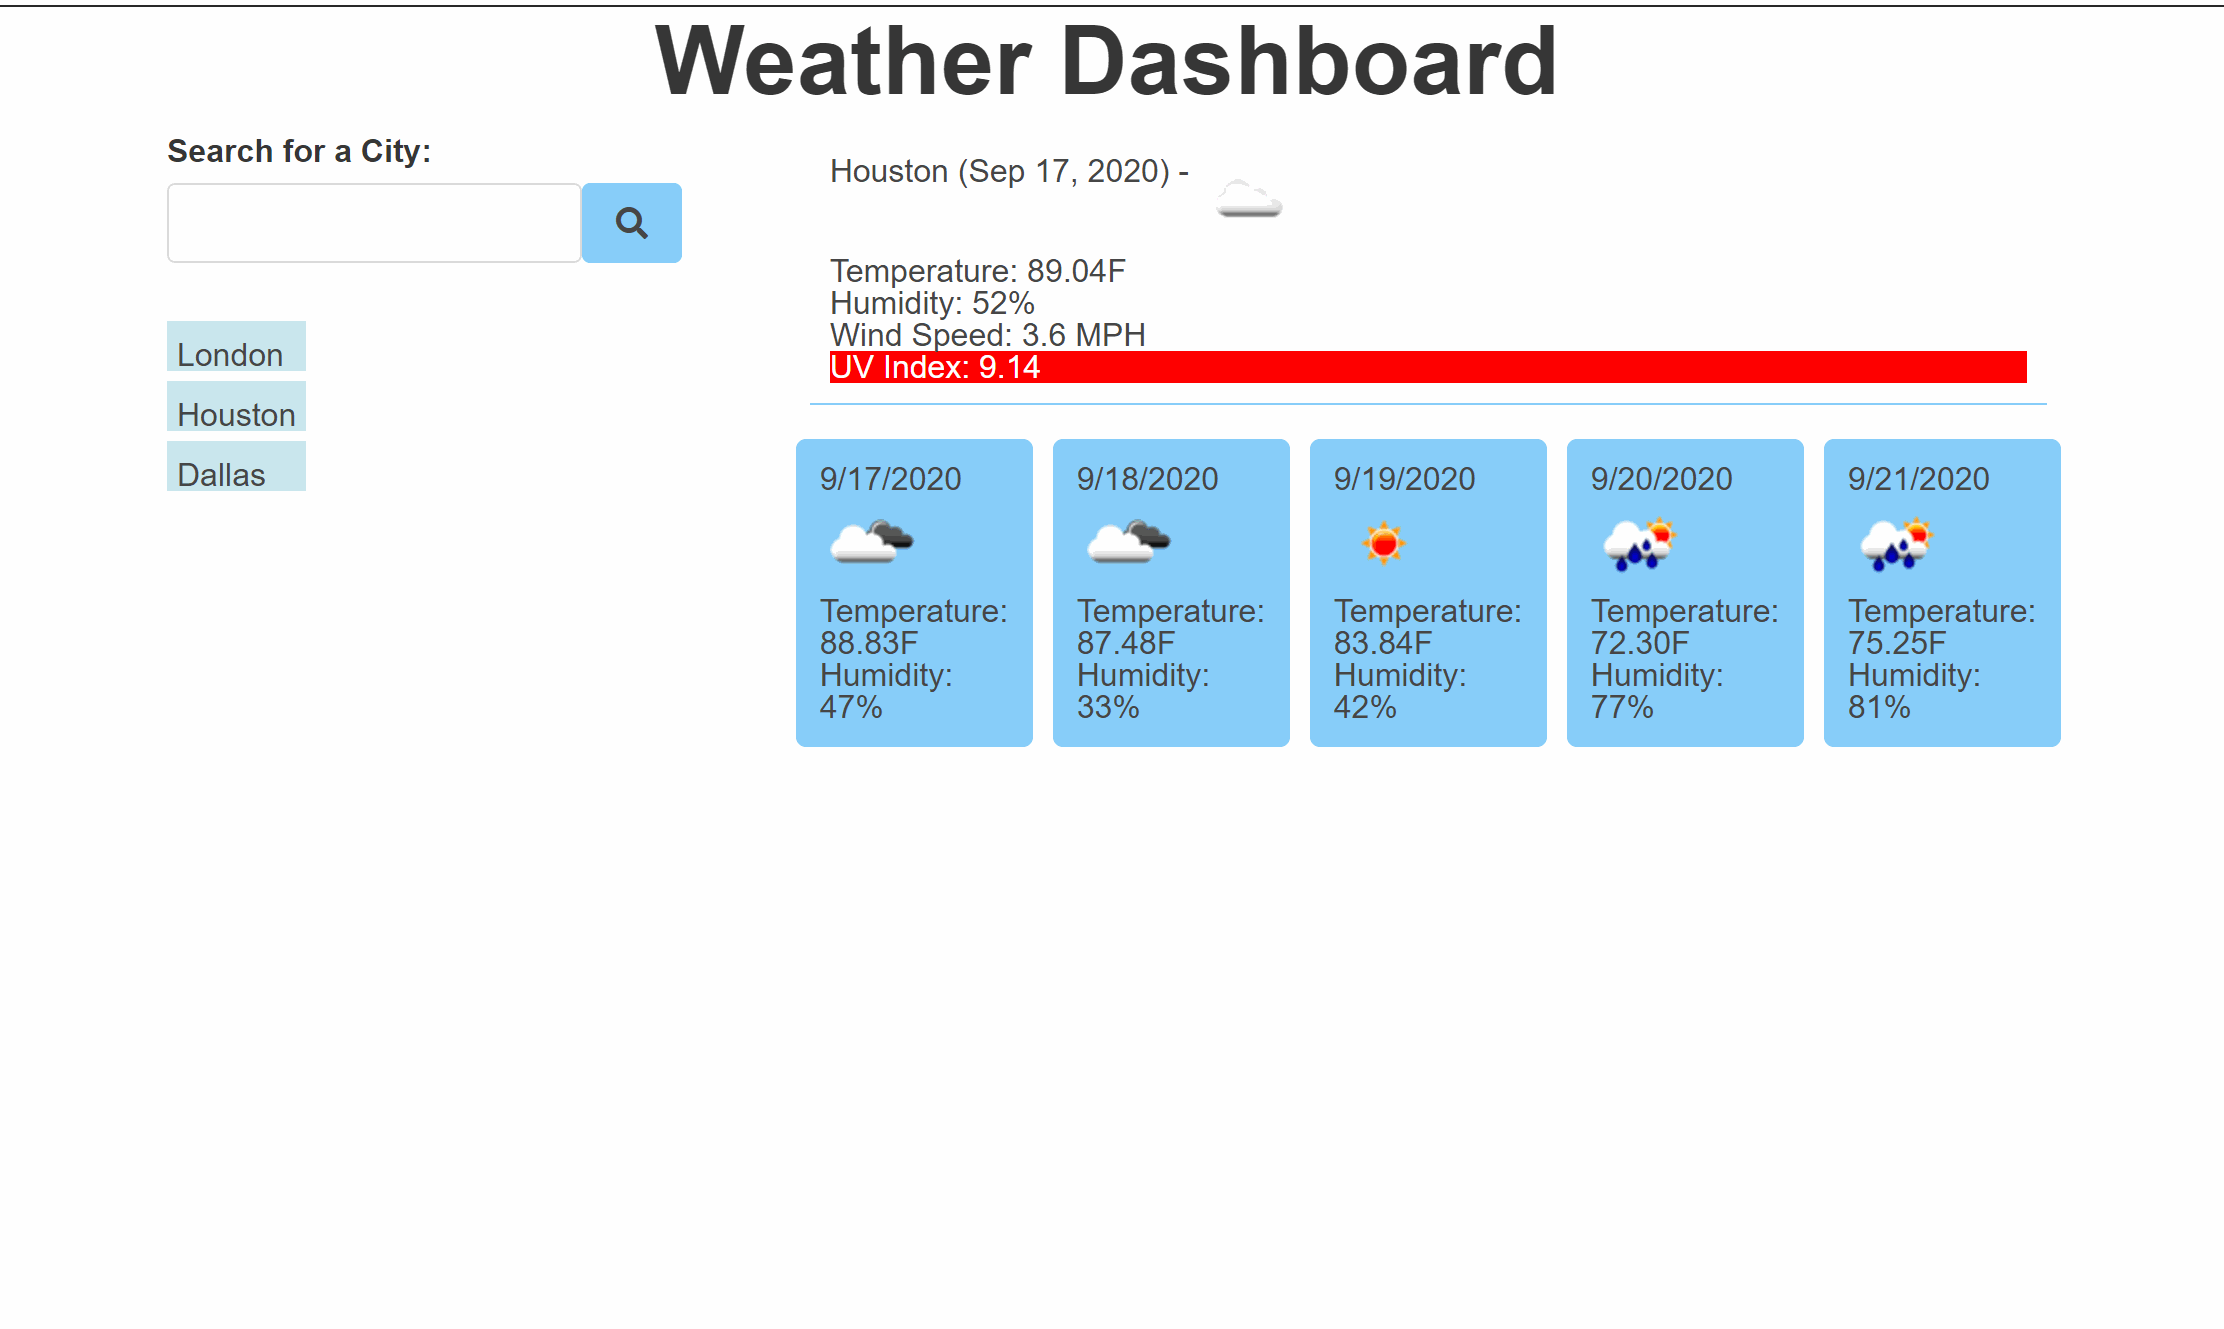 Weather Dashboard
Search for a City:
London
Houston
Dallas
Houston (Sep 17, 2020) -
Temperature: 89.04F
Humidity: 52%
Wind Speed: 3.6 MPH
UV Index: 9.14
9/17/2020
Temperature:
88.83F
Humidity:
47%
9/18/2020
Temperature:
87.48F
Humidity:
33%
9/19/2020
Temperature:
83.84F
Humidity:
42%
9/20/2020
Temperature:
72.30F
Humidity:
77%
9/21/2020
Temperature:
75.25F
Humidity:
81%